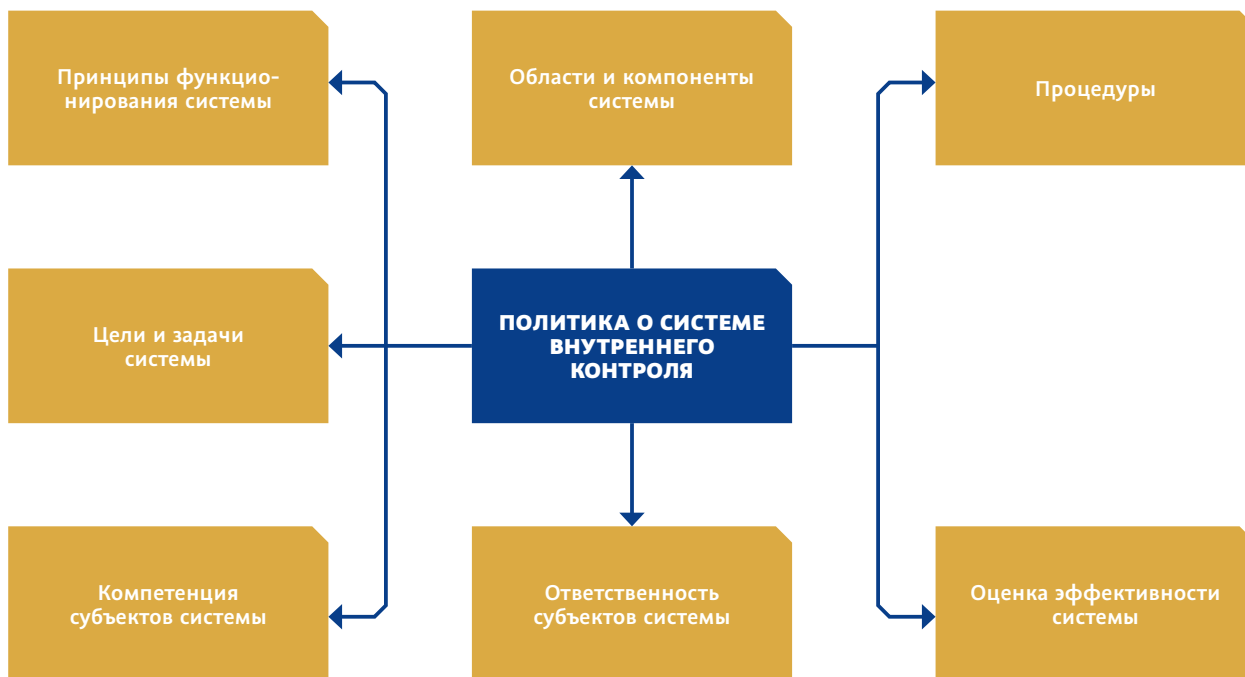 Принципы функцио-
нирования системы
Области и компоненты
системы
Процедуры
Цели и задачи
системы
ПОЛИТИКА О СИСТЕМЕ
ВНУТРЕННЕГО
КОНТРОЛЯ
Компетенция
субъектов системы
Ответственность
субъектов системы
Оценка эффективности
системы